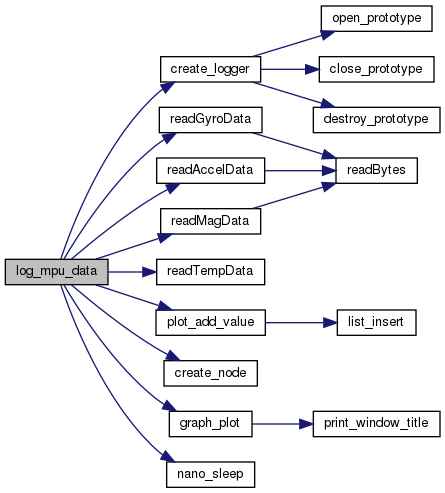 open_prototype
create_logger
close_prototype
destroy_prototype
readGyroData
readAccelData
readBytes
readMagData
log_mpu_data
readTempData
plot_add_value
list_insert
create_node
graph_plot
print_window_title
nano_sleep